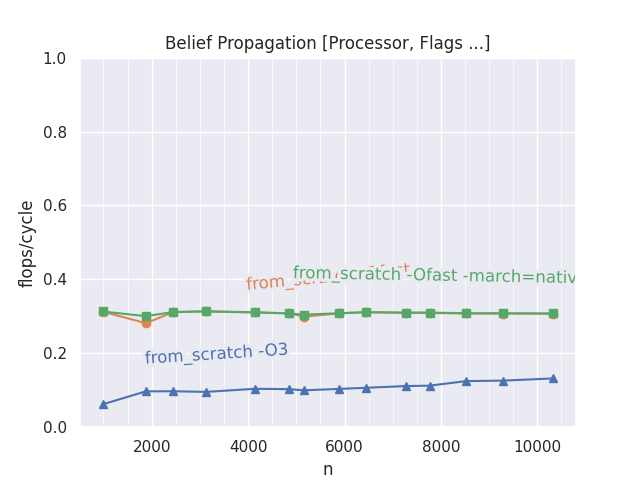 Belief Propagation [Processor, Flags ...]
1.0
0.8
0.6
0.4
0.2
0.0
flops/cycle
from_scratch -Ofast -march=nativ
from_scratch -O3
2000 4000 6000 8000 10000
n